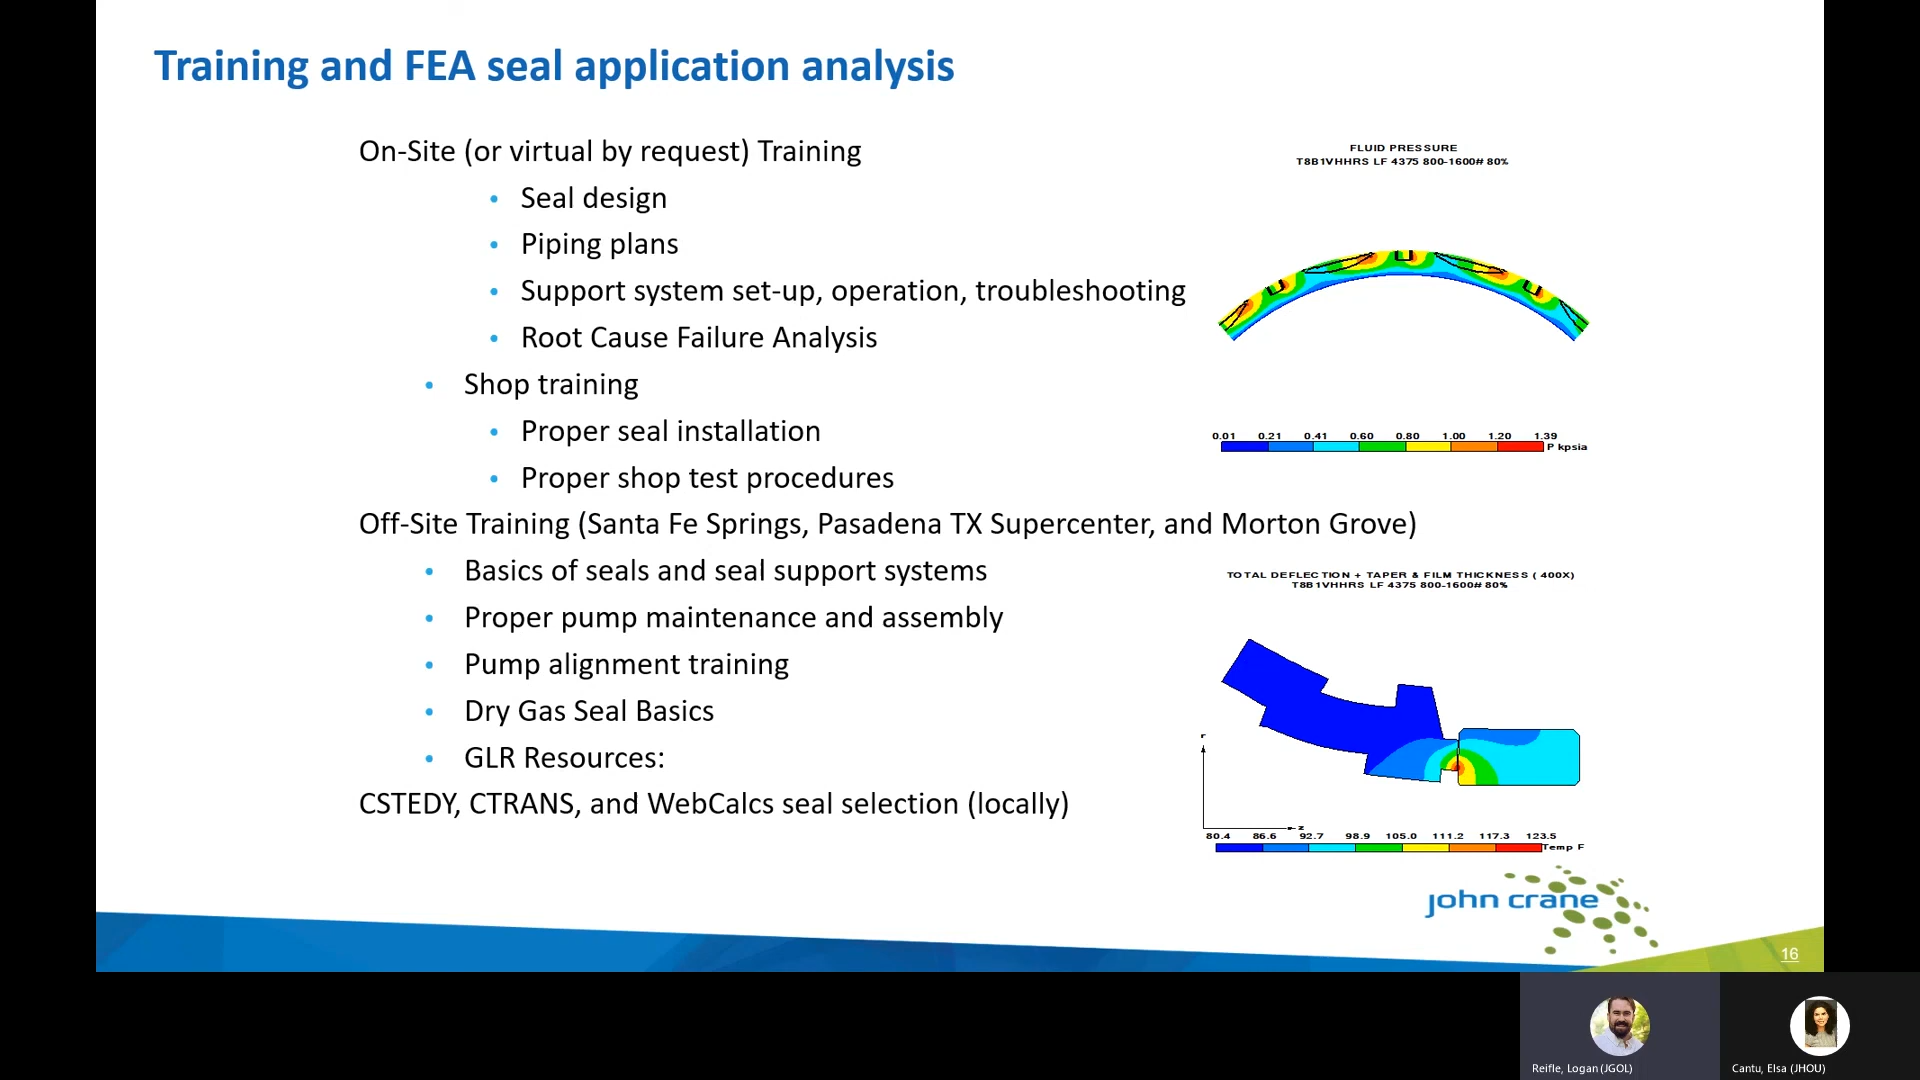 Training and FEA seal application analysis
On-Site (or virtual by request) Training
• Seal design
• Piping plans
• Support system set-up, operation, troubleshooting
• Root Cause Failure Analysis
• Shop training
• Proper seal installation
• Proper shop test procedures
Off-Site Training (Santa Fe Springs, Pasadena TX Supercenter, and Morton Grove)
• Basics of seals and seal support systems
• Proper pump maintenance and assembly
• Pump alignment training
• Dry Gas Seal Basics
• GLR Resources:
CSTEDY, CTRANS, and WebCalcs seal selection (locally)
FLUID PRESSURE
T8B1VHHRS LF 4375 800-1600# 80%
0.01 0.21 0.41 0.60 0.80 1.00 1.20 1.39
P kpsia
TOTAL DEFLECTION + TAPER & FILM THICKNESS ( 400X)
T8B1VHHRS LF 4375 800-1600# 80%
r
z
80.4 86.6 92.7 98.9 105.0 111.2 117.3 123.5
Temp F
john crane
16
Reifle, Logan (JGOL)
Cantu, Elsa (JHOU)